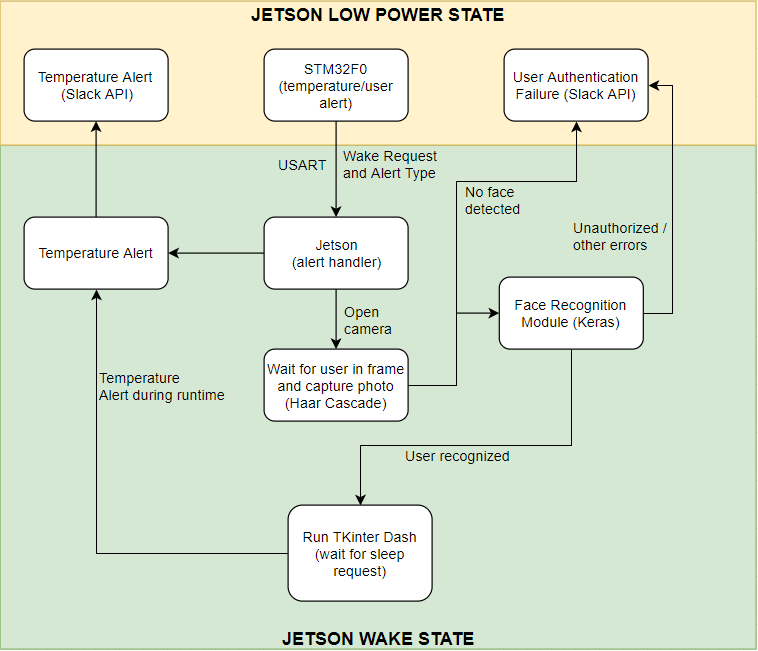 JETSON LOW POWER STATE
Temperature Alert
(Slack API)
STM32F0
(temperature/user
alert)
User Authentication
Failure (Slack API)
USART
Wake Request
and Alert Type
No face
detected
Unauthorized /
other errors
Temperature Alert
Jetson
(alert handler)
Open
camera
Face Recognition
Module (Keras)
Wait for user in frame
and capture photo
(Haar Cascade)
Temperature
Alert during runtime
User recognized
Run TKinter Dash
(wait for sleep
request)
JETSON WAKE STATE